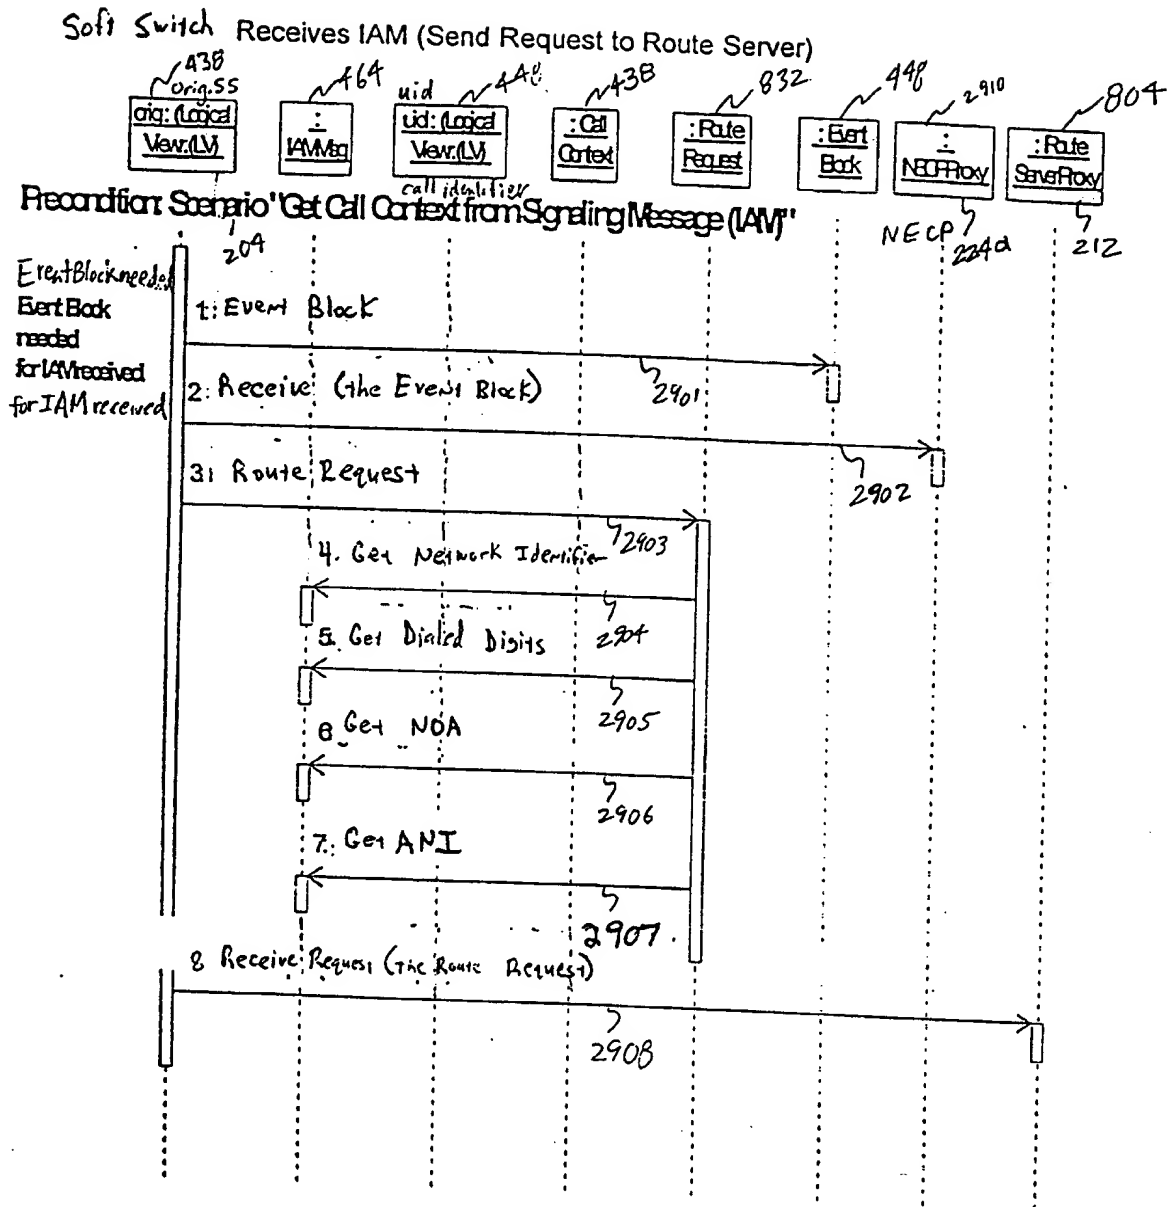 Soft Switch Receives IAM (Send Request to Route Server)
438 464 448 438 832 448 2910 804
orig.SS uid
orig: (Logical View:(LV) : IAMMsg uid: (Logical View:(LV) : Call Context : Route Request : Event Block : NECPProxy : Route ServerProxy
call identifier
Precondition: Scenario "Get Call Context from Signaling Message (IAM)"
204 NECP 224a 212
EventBlockneeded
Event Block
needed
for IAM received
for IAM received
1: Event Block
2901
2: Receive (the Event Block)
2902
3: Route Request
2903
4. Get Network Identifier
2904
5. Get Dialed Digits
2905
6. Get NOA
2906
7: Get ANI
2907
8 Receive Request (the Route Request)
2908